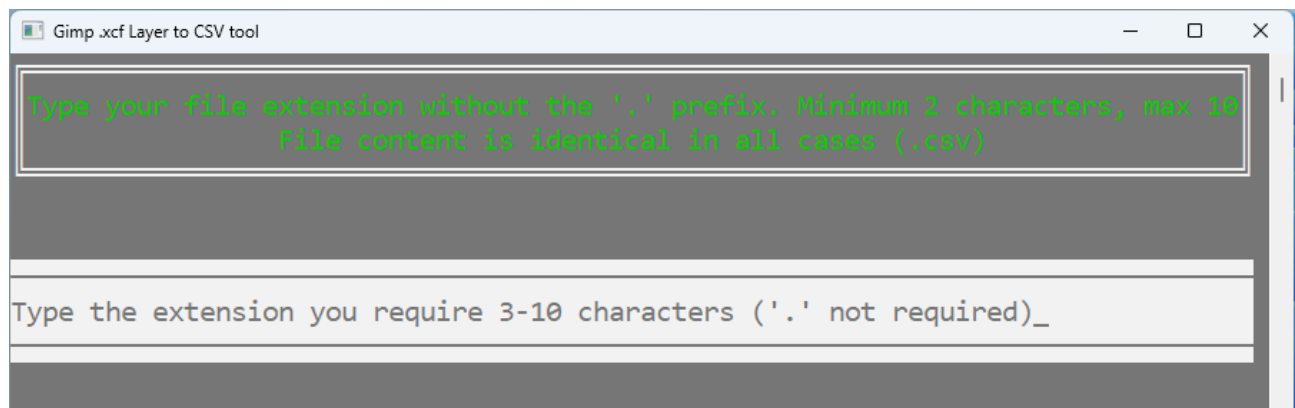 Gimp .xcf Layer to CSV tool
Type your file extension without the '.' prefix. Minimum 2 characters, max 10
File content is identical in all cases (.csv)
Type the extension you require 3-10 characters ('.' not required)_